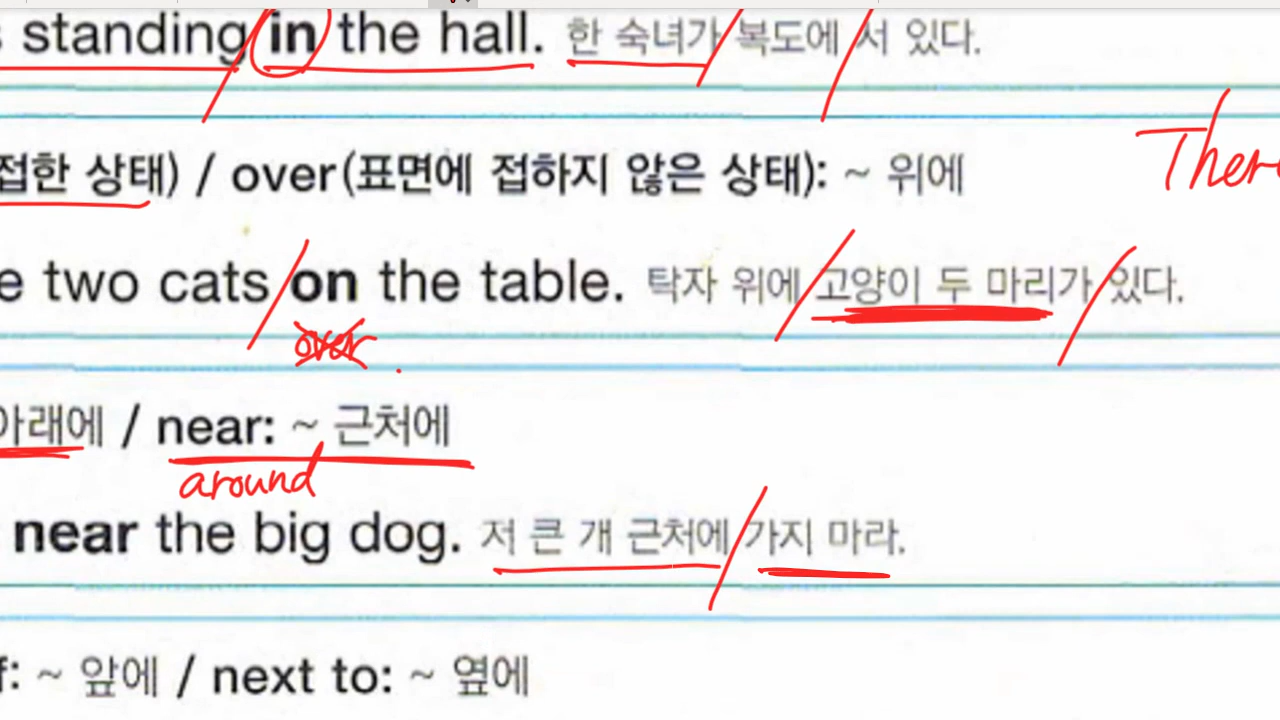 standing in the hall. 한 숙녀가 복도에 서 있다.
접한 상태) / over(표면에 접하지 않은 상태): ~ 위에
Ther
e two cats on the table. 탁자 위에 고양이 두 마리가 있다.
over
아래에 / near: ~ 근처에
around
near the big dog. 저 큰 개 근처에 가지 마라.
f: ~ 앞에 / next to: ~ 옆에